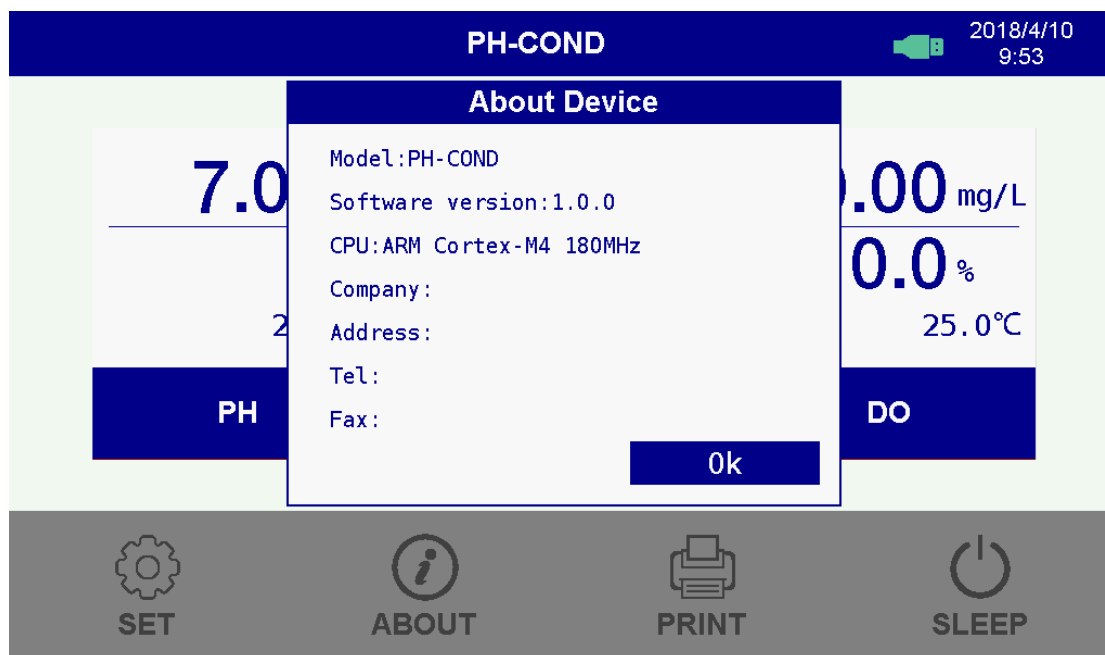 PH-COND
2018/4/10
9:53
About Device
Model:PH-COND
Software version:1.0.0
CPU:ARM Cortex-M4 180MHz
Company:
Address:
Tel:
Fax:
Ok
7.0
.00 mg/L
0.0 %
2
25.0℃
PH
DO
SET
ABOUT
PRINT
SLEEP